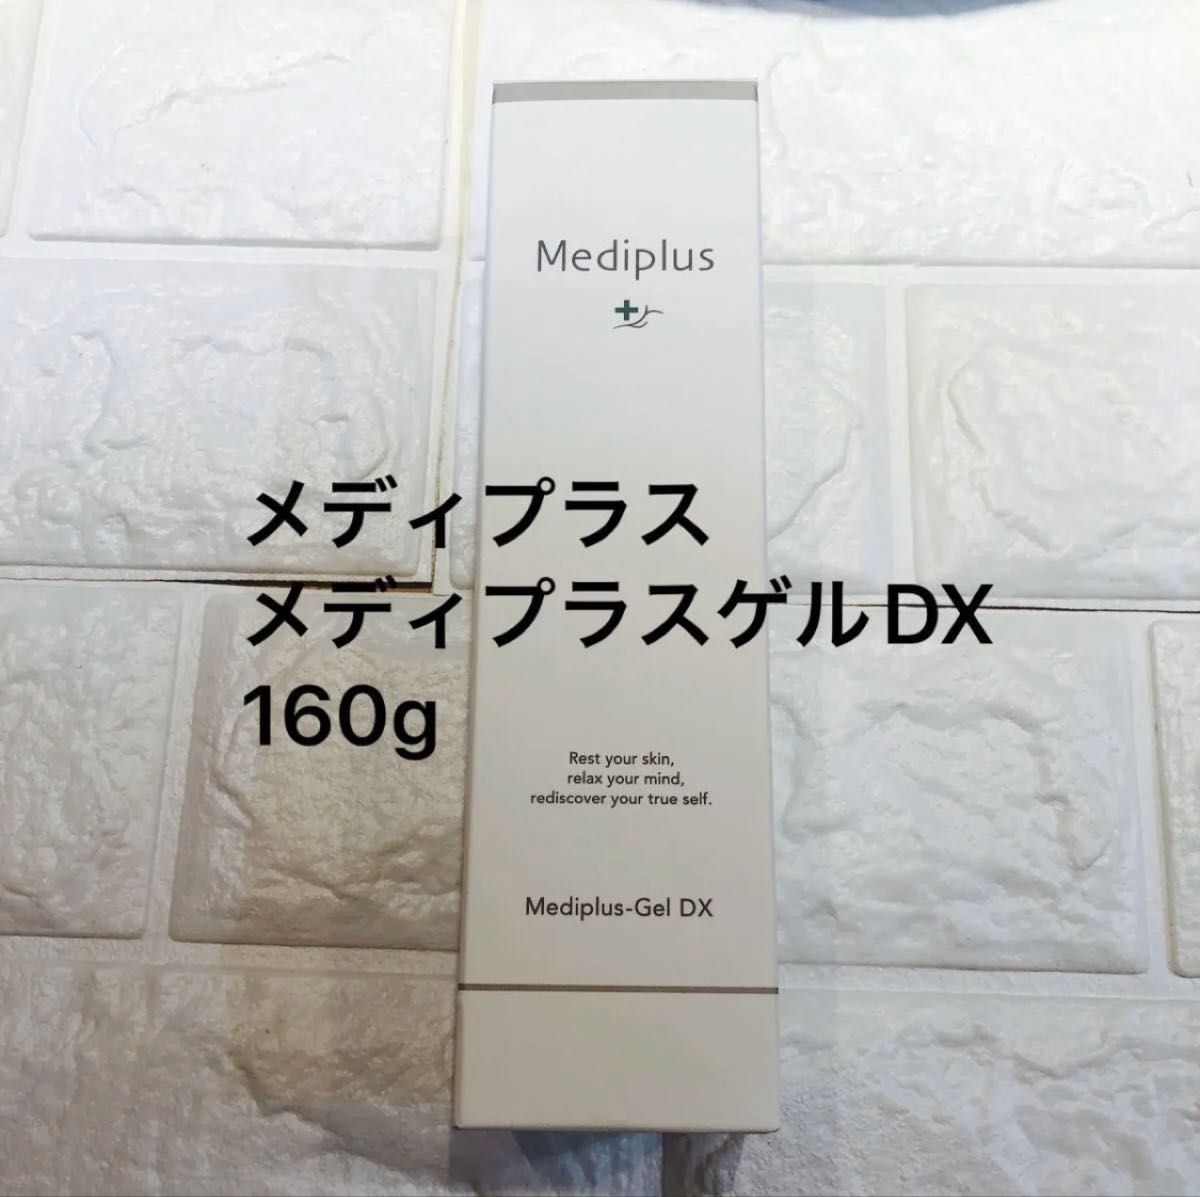 Mediplus
メディプラス
メディプラスゲルDX
160g
Rest your skin,
relax your mind,
rediscover your true self.
Mediplus-Gel DX